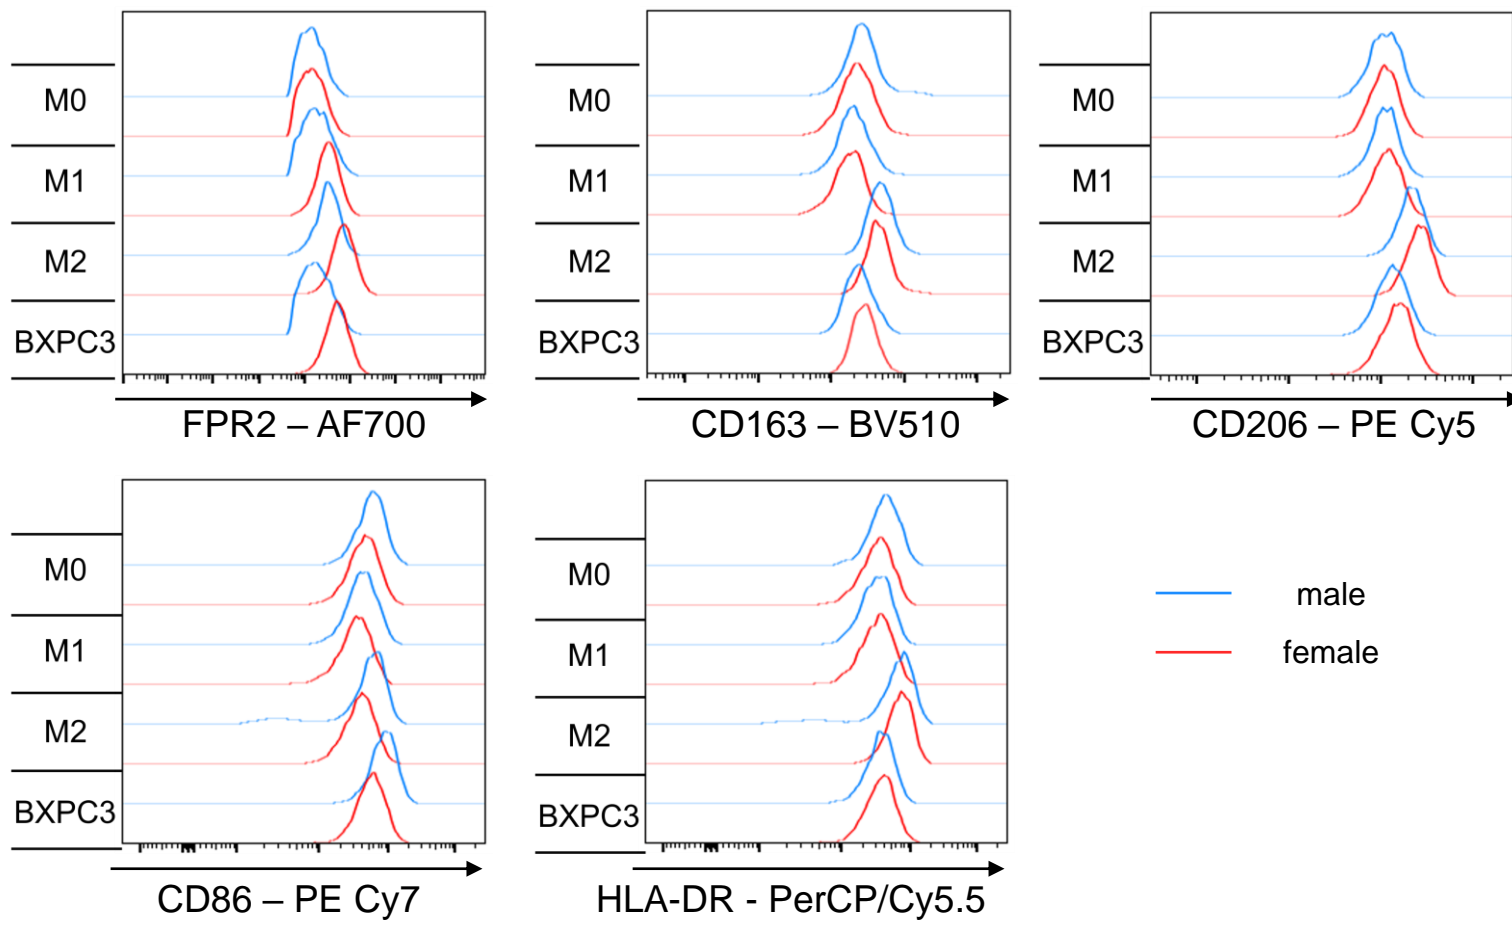 M0
M1
M2
BXPC3
FPR2 – AF700
M0
M1
M2
BXPC3
CD163 – BV510
M0
M1
M2
BXPC3
CD206 – PE Cy5
M0
M1
M2
BXPC3
CD86 – PE Cy7
M0
M1
M2
BXPC3
HLA-DR - PerCP/Cy5.5
male
female